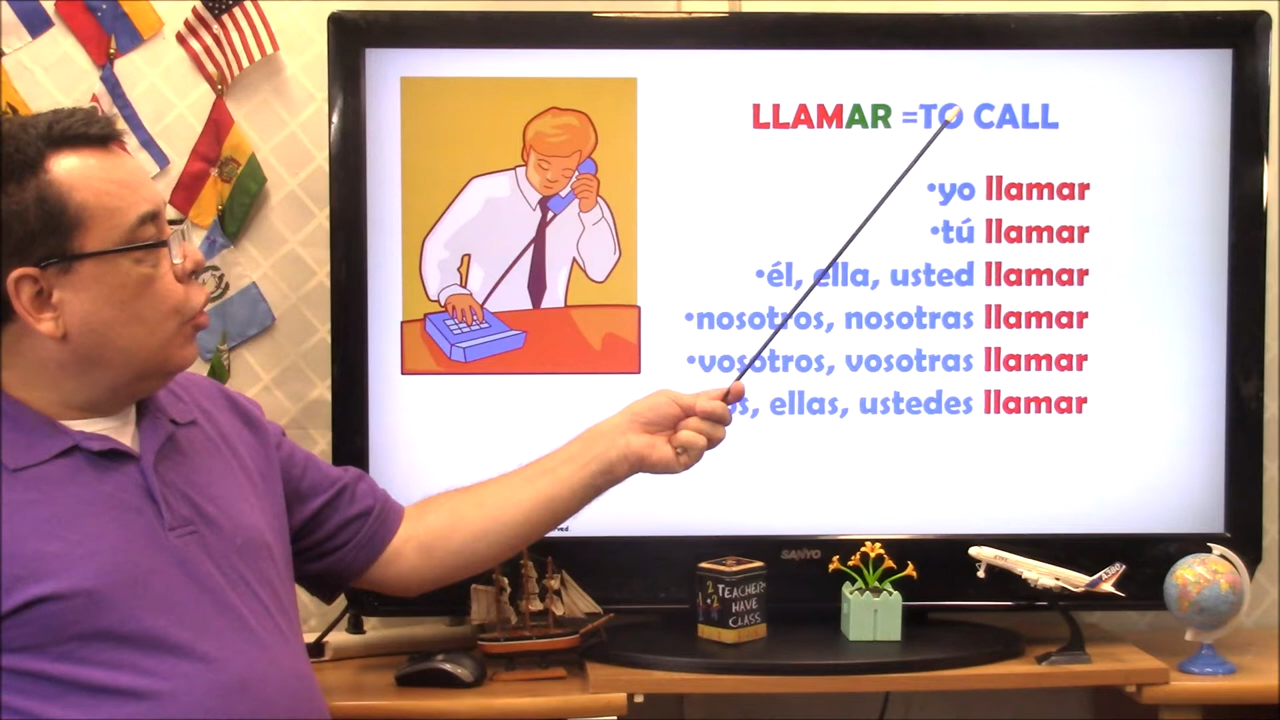 LLAMAR =TO CALL
•yo llamar
•tú llamar
•él, ella, usted llamar
•nosotros, nosotras llamar
•vosotros, vosotras llamar
ellas, ustedes llamar
SANYO
TEACHERS
HAVE
CLASS
A380